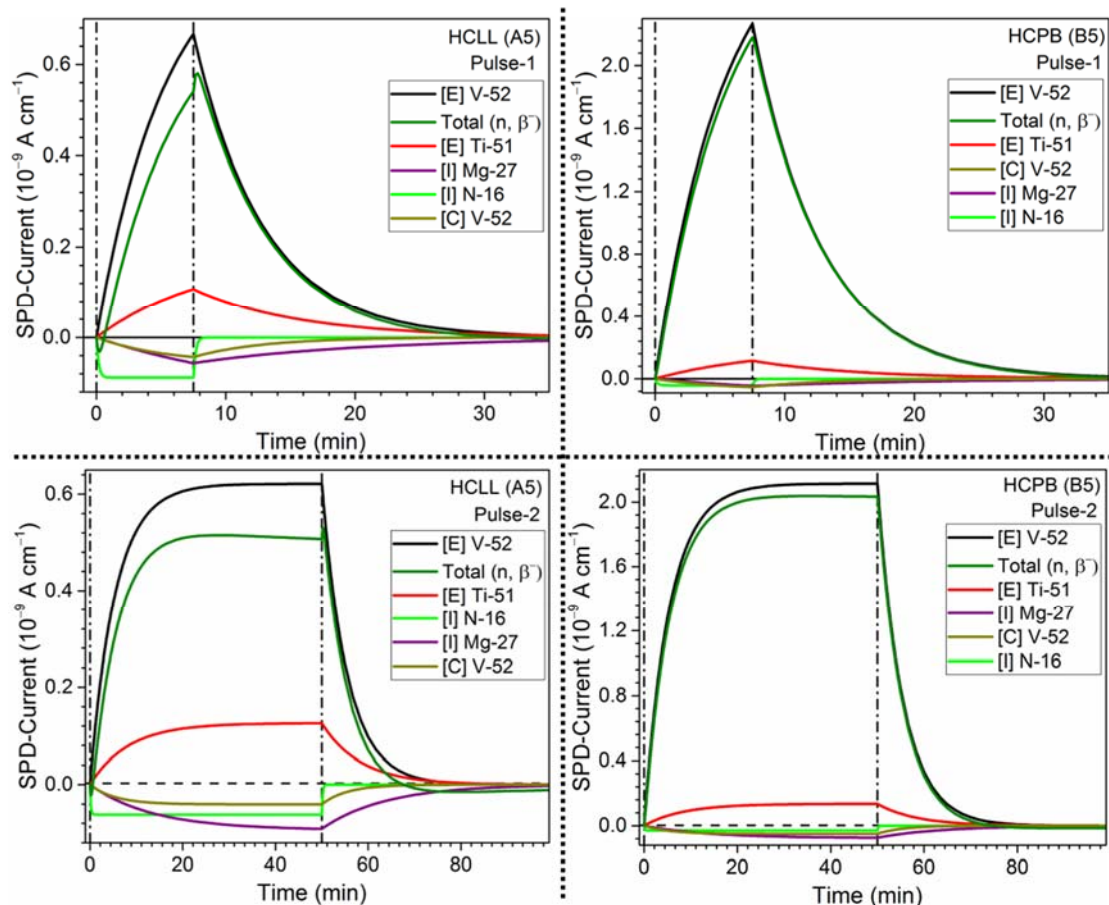 HCLL (A5)
Pulse-1
[E] V-52
Total (n, β⁻)
[E] Ti-51
[I] Mg-27
[I] N-16
[C] V-52
SPD-Current (10⁻⁹ A cm⁻¹)
0.6
0.4
0.2
0.0
0 10 20 30
Time (min)
HCPB (B5)
Pulse-1
[E] V-52
Total (n, β⁻)
[E] Ti-51
[C] V-52
[I] Mg-27
[I] N-16
SPD-Current (10⁻⁹ A cm⁻¹)
2.0
1.6
1.2
0.8
0.4
0.0
0 10 20 30
Time (min)
HCLL (A5)
Pulse-2
[E] V-52
Total (n, β⁻)
[E] Ti-51
[I] N-16
[I] Mg-27
[C] V-52
SPD-Current (10⁻⁹ A cm⁻¹)
0.6
0.4
0.2
0.0
0 20 40 60 80
Time (min)
HCPB (B5)
Pulse-2
[E] V-52
Total (n, β⁻)
[E] Ti-51
[I] Mg-27
[C] V-52
[I] N-16
SPD-Current (10⁻⁹ A cm⁻¹)
2.0
1.6
1.2
0.8
0.4
0.0
0 20 40 60 80
Time (min)